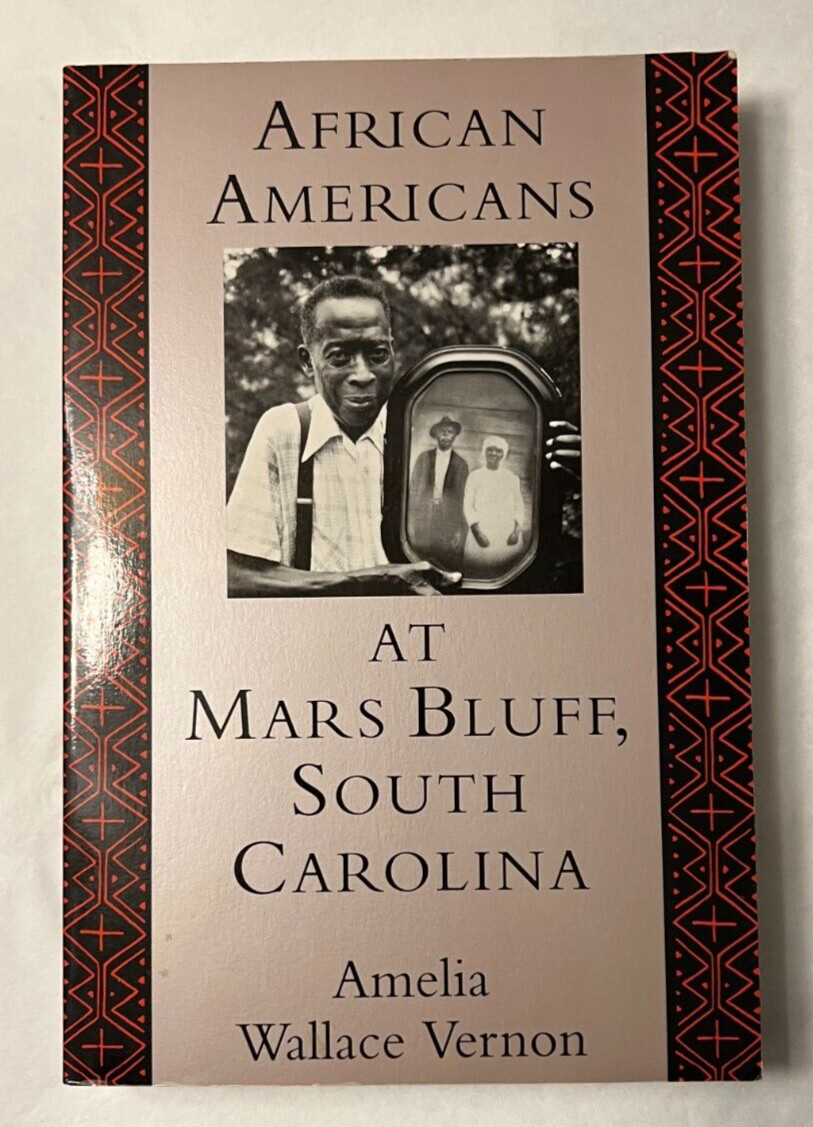 AFRICAN
AMERICANS
AT
MARS BLUFF,
SOUTH
CAROLINA
Amelia
Wallace Vernon